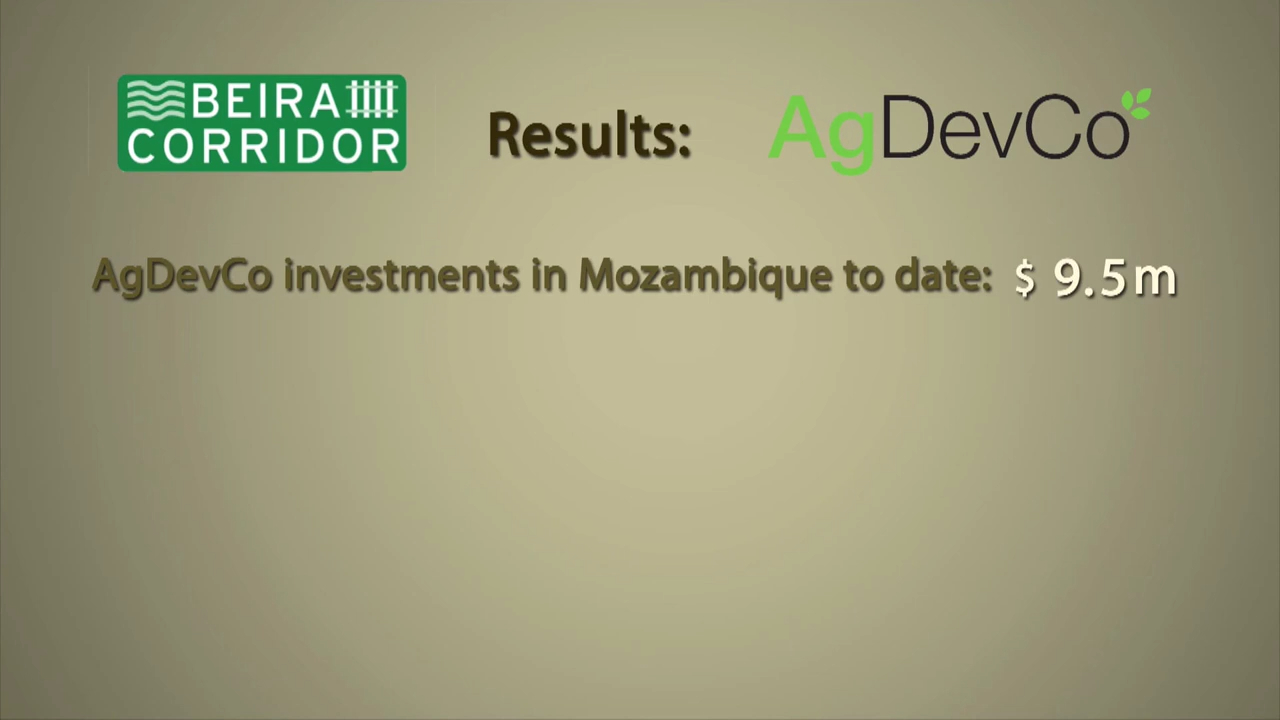 BEIRA
CORRIDOR
Results:
AgDevCo
AgDevCo investments in Mozambique to date: $ 9.5m